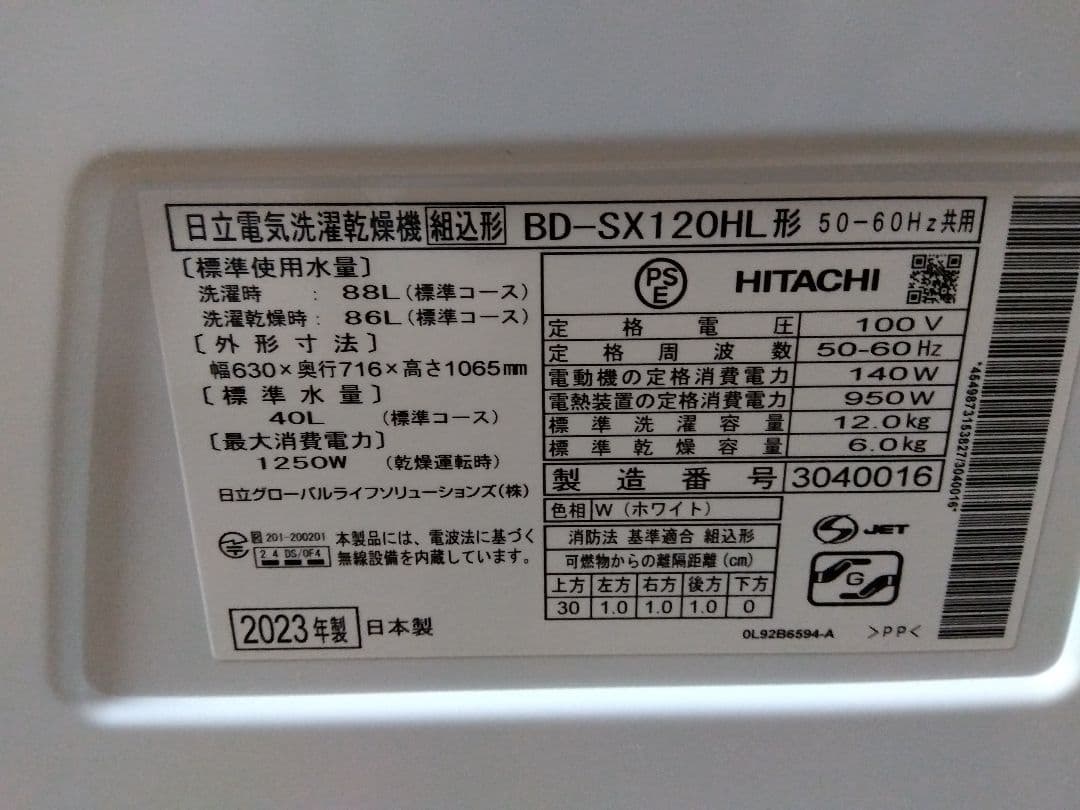 日立電気洗濯乾燥機 組込形 BD-SX120HL形 50-60Hz共用
〔標準使用水量〕
洗濯時 : 88L(標準コース)
洗濯乾燥時: 86L(標準コース)
〔外形寸法〕
幅630×奥行716×高さ1065mm
〔標準水量〕
40L (標準コース)
〔最大消費電力〕
1250W (乾燥運転時)
日立グローバルライフソリューションズ(株)
201-200201
2.4 DS/OF4
本製品には、電波法に基づく
無線設備を内蔵しています。
2023年製 日本製
PS
E
HITACHI
定格電圧 100V
定格周波数 50-60Hz
電動機の定格消費電力 140W
電熱装置の定格消費電力 950W
標準洗濯容量 12.0kg
標準乾燥容量 6.0kg
製造番号 3040016
色相 W(ホワイト)
消防法 基準適合 組込形
可燃物からの離隔距離(cm)
上方 左方 右方 後方 下方
30 1.0 1.0 1.0 0
S JET
G
0L92B6594-A >PP<